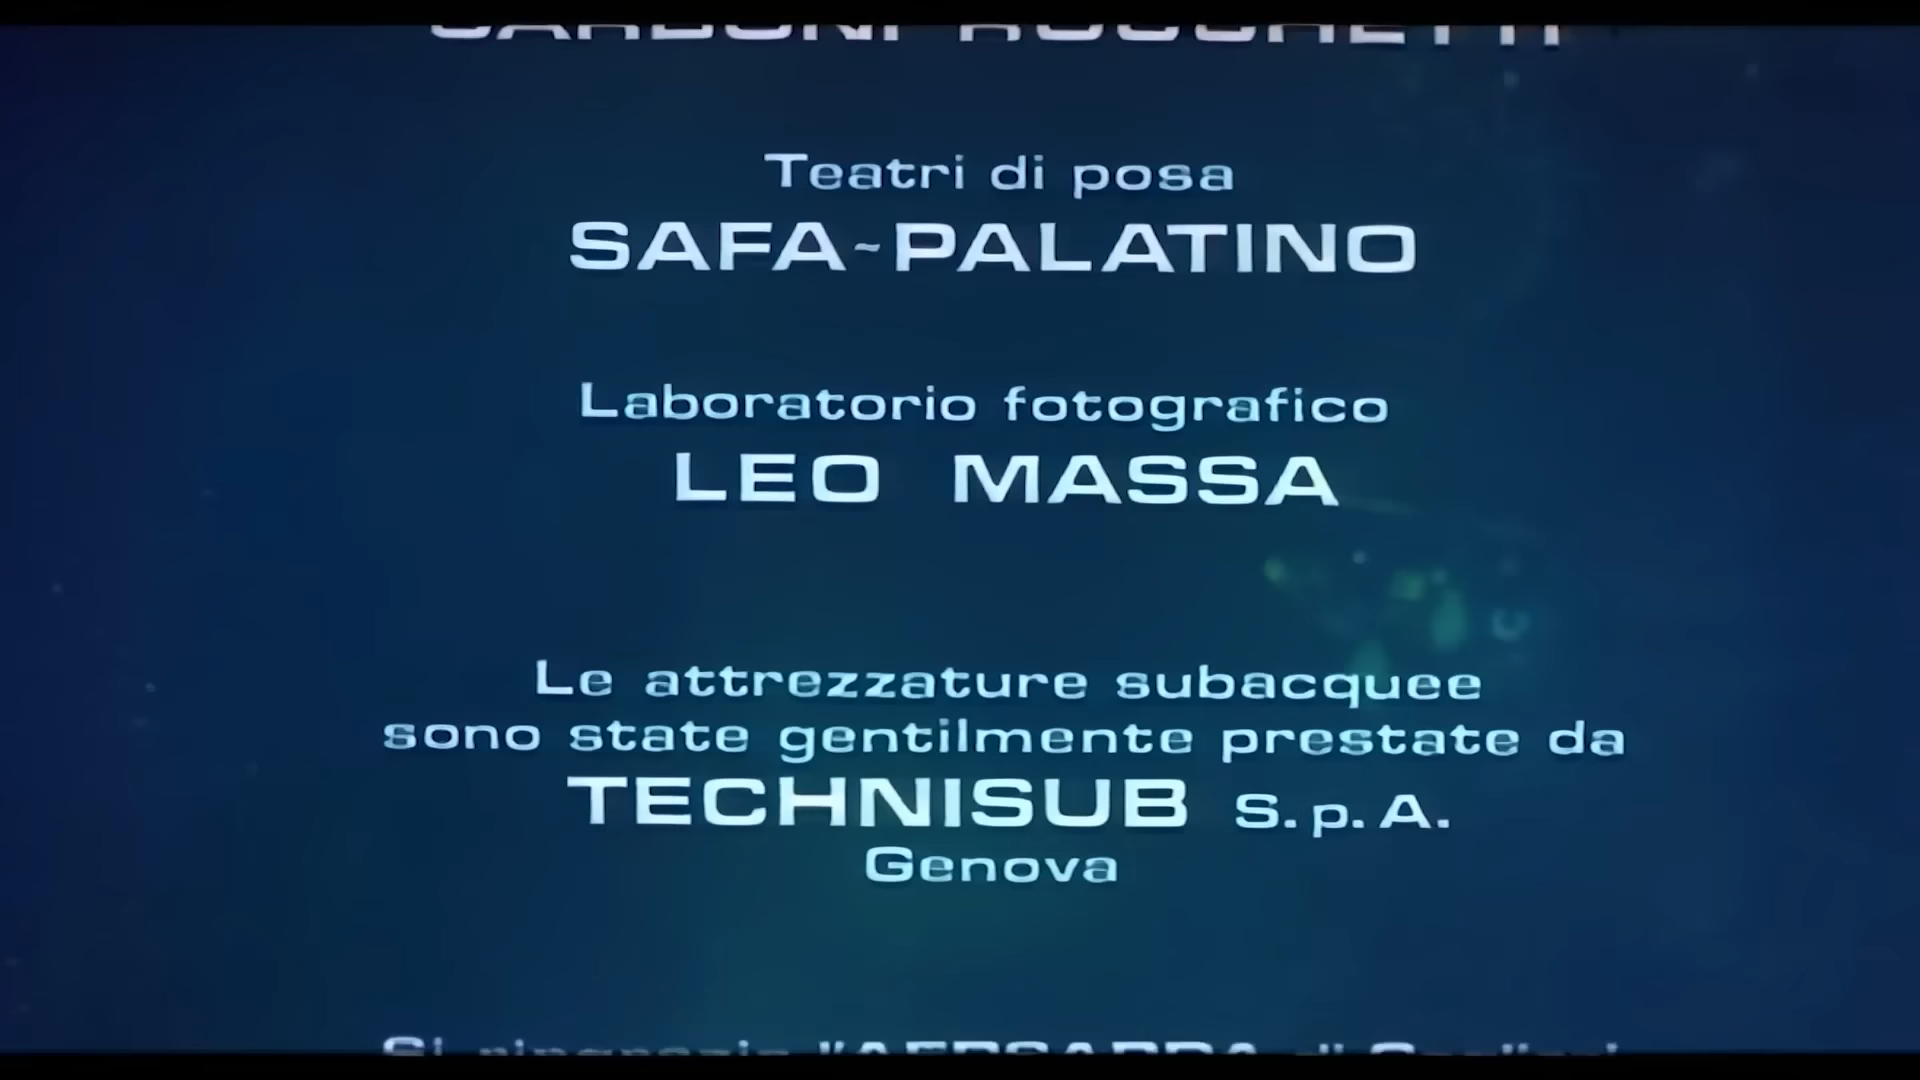 Teatri di posa
SAFA-PALATINO
Laboratorio fotografico
LEO MASSA
Le attrezzature subacquee
sono state gentilmente prestate da
TECHNISUB S.p.A.
Genova